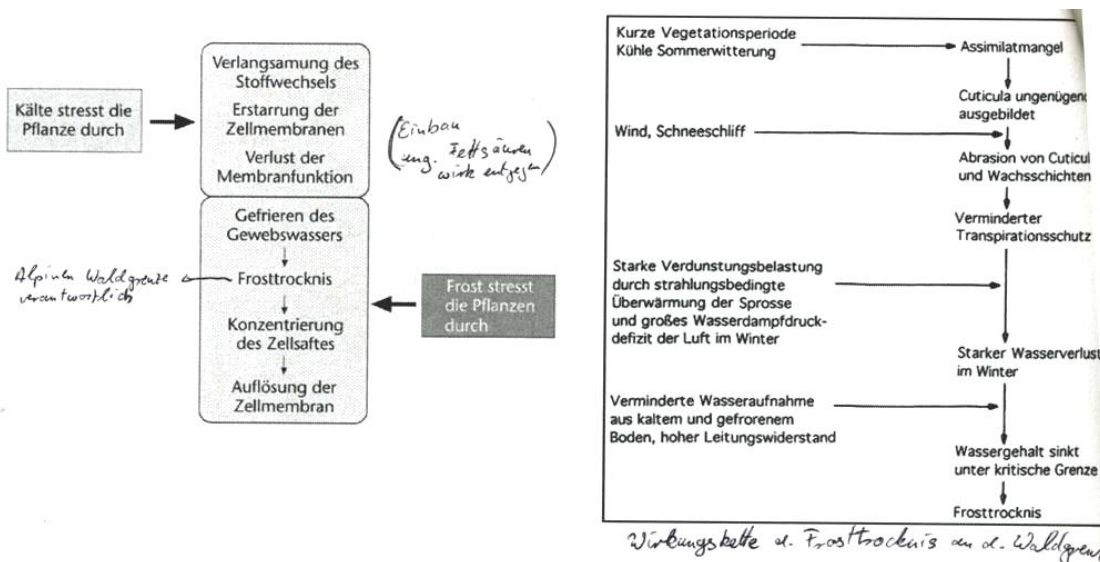 Kälte stresst die
Pflanze durch
Verlangsamung des
Stoffwechsels
Erstarrung der
Zellmembranen
Verlust der
Membranfunktion
(Einbau
ung. Fettsäuren
wirkt entgegen)
Gefrieren des
Gewebswassers
Frosttrocknis
Alpinen Waldgrenze
verantwortlich
Konzentrierung
des Zellsaftes
Auflösung der
Zellmembran
Frost stresst
die Pflanzen
durch
Kurze Vegetationsperiode
Kühle Sommerwitterung
Assimilatmangel
Cuticula ungenügend
ausgebildet
Wind, Schneeschliff
Abrasion von Cuticul
und Wachsschichten
Verminderter
Transpirationsschutz
Starke Verdunstungsbelastung
durch strahlungsbedingte
Überwärmung der Sprosse
und großes Wasserdampfdruck-
defizit der Luft im Winter
Starker Wasserverlust
im Winter
Verminderte Wasseraufnahme
aus kaltem und gefrorenem
Boden, hoher Leitungswiderstand
Wassergehalt sinkt
unter kritische Grenze
Frosttrocknis
Wirkungskette d. Frosttrocknis an d. Waldgrenz